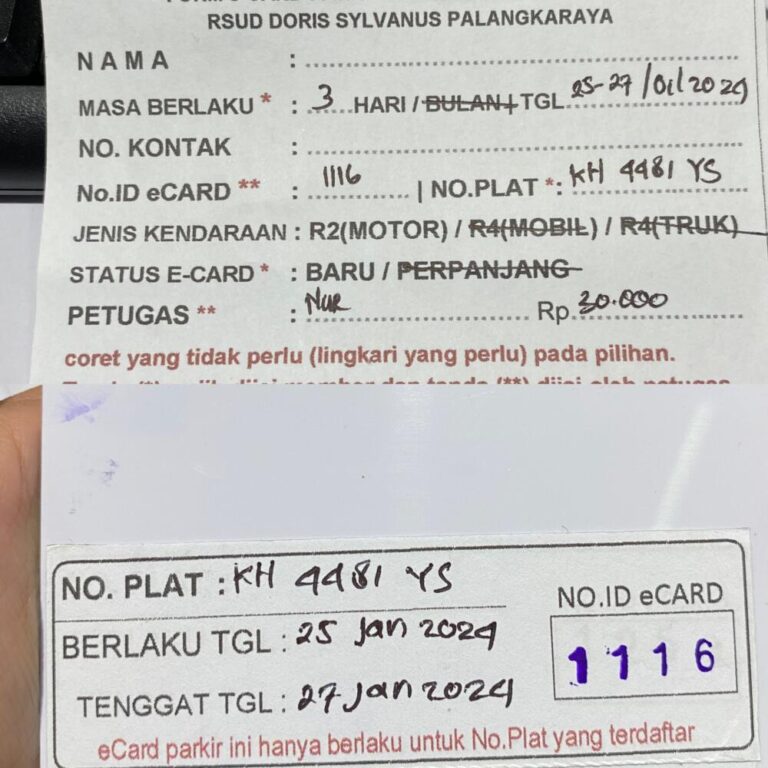 RSUD DORIS SYLVANUS PALANGKARAYA
NAMA :
MASA BERLAKU * : 3 HARI / BULAN | TGL 25-27 /01/2024
NO. KONTAK :
No.ID eCARD ** : 1116 | NO.PLAT *: KH 4481 YS
JENIS KENDARAAN : R2(MOTOR) / R4(MOBIL) / R4(TRUK)
STATUS E-CARD * : BARU / PERPANJANG
PETUGAS ** : Nur Rp. 30.000
coret yang tidak perlu (lingkari yang perlu) pada pilihan.
NO. PLAT : KH 4481 YS
NO.ID eCARD
BERLAKU TGL : 25 Jan 2024
1116
TENGGAT TGL : 27 Jan 2024
eCard parkir ini hanya berlaku untuk No.Plat yang terdaftar